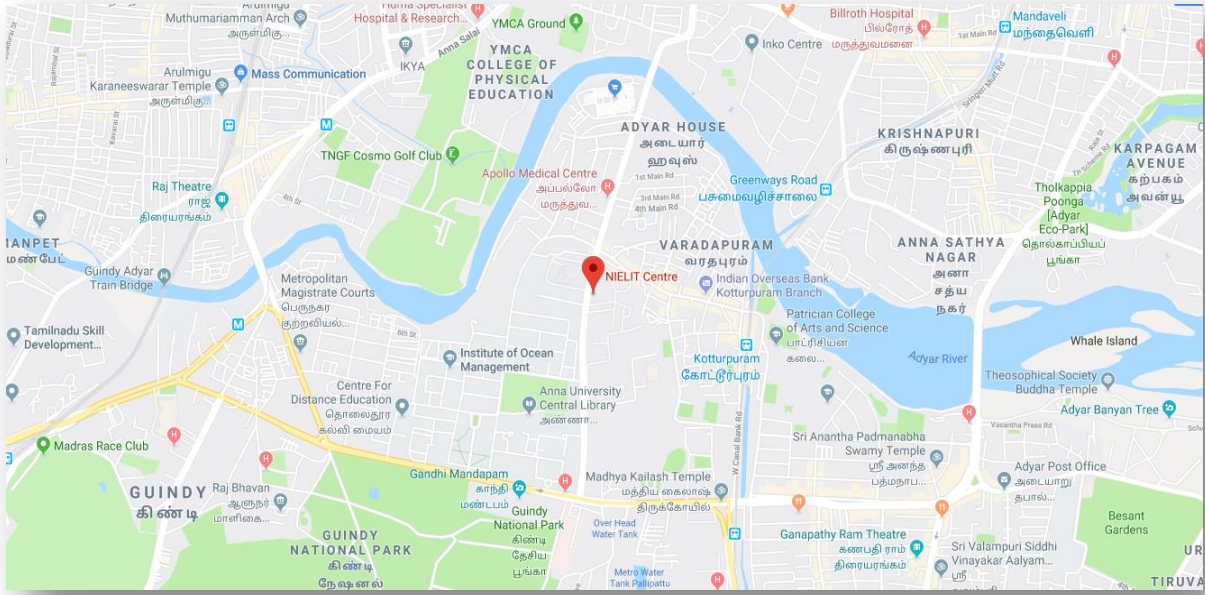 Arulmigu
Muthumariamman Arch
அருள்மிகு...
Hospital & Research...
YMCA Ground
Anna Salai
IKYA
YMCA
COLLEGE OF
PHYSICAL
EDUCATION
Inko Centre
Billroth Hospital
பில்ரோத்
மருத்துவமனை
1st Main Rd
Mandaveli
மந்தைவெளி
Arulmigu
Karaneeswarar Temple
அருள்மிகு...
Mass Communication
TNGF Cosmo Golf Club
ADYAR HOUSE
அடையார்
ஹவுஸ்
KRISHNAPURI
கிருஷ்ணபுரி
KARPAGAM
AVENUE
கற்பகம்
அவன்யூ
Raj Theatre
ராஜ்
திரையரங்கம்
4th St
Apollo Medical Centre
அப்பல்லோ
மருத்துவ...
1st Main Rd
3rd Main Rd
4th Main Rd
Greenways Road
பசுமைவழிச்சாலை
Tholkappia
Poonga
[Adyar
Eco-Park]
தொல்காப்பியப்
பூங்கா
மண்பேட்
Guindy Adyar
Train Bridge
Metropolitan
Magistrate Courts
பெருநகர
குற்றவியல்...
NIELIT Centre
VARADAPURAM
வரதபுரம்
Indian Overseas Bank
Kotturpuram Branch
ANNA SATHYA
NAGAR
அனா
சத்ய
நகர்
Tamilnadu Skill
Development...
6th St
Institute of Ocean
Management
Patrician College
of Arts and Science
பாட்ரிசியன்
கலை...
Kotturpuram
கோட்டூர்புரம்
Adyar River
Whale Island
Theosophical Society
Buddha Temple
Adyar Banyan Tree
Centre For
Distance Education
தொலைதூர
கல்வி மையம்
Anna University
Central Library
அண்ணா...
Vasantha Press Rd
Madras Race Club
W Canal Bank Rd
Sri Anantha Padmanabha
Swamy Temple
ஸ்ரீ அனந்த
பத்மநாப...
Adyar Post Office
அடையாறு
தபால்...
GUINDY
கிண்டி
Raj Bhavan
ஆளுநர்
மாளிகை...
Gandhi Mandapam
காந்தி
மண்டபம்
Madhya Kailash Temple
மத்திய கைலாஷ்
திருக்கோயில்
Guindy
National Park
கிண்டி
தேசிய
பூங்கா
Over Head
Water Tank
GUINDY
NATIONAL PARK
கிண்டி
நேஷனல்
Metro Water
Tank Pallipattu
Ganapathy Ram Theatre
கணபதி ராம்
திரையரங்கம்
Sri Valampuri Siddhi
Vinayakar Aalyam...
ஸ்ரீ
Besant
Gardens